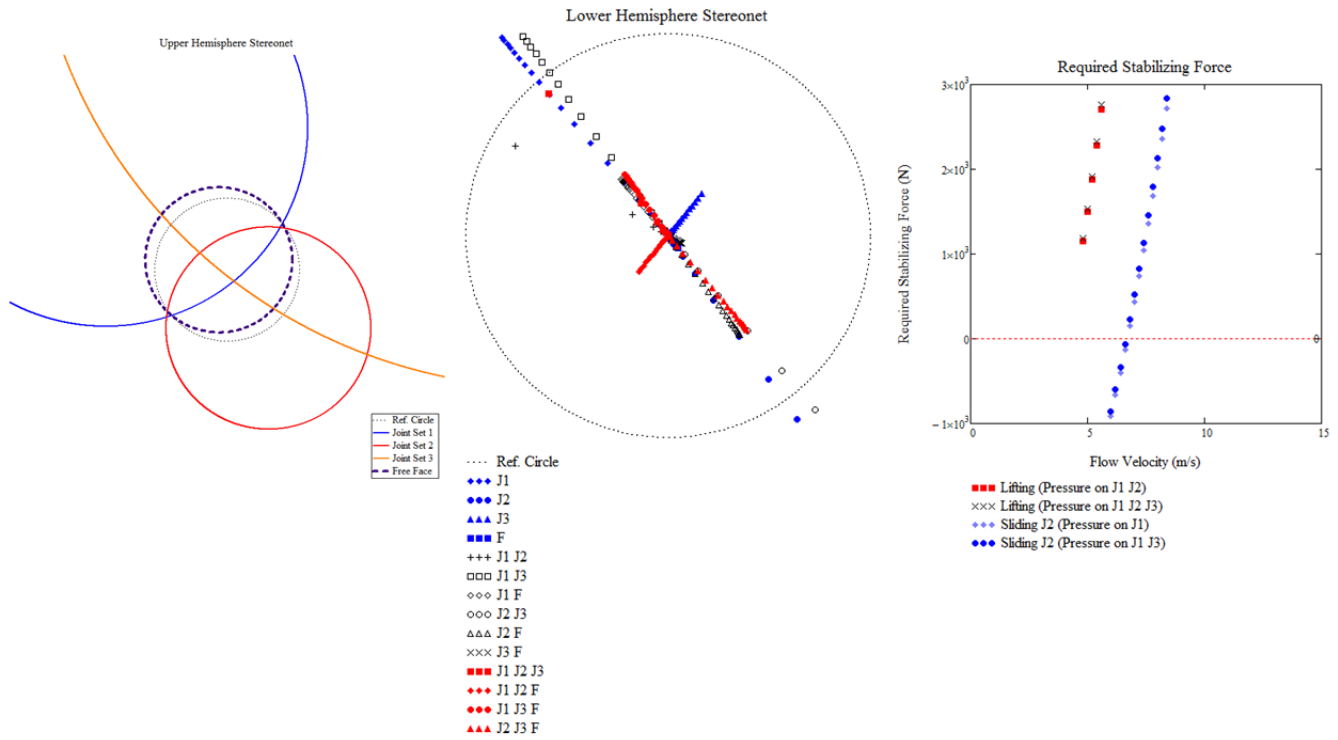 Upper Hemisphere Stereonet
Ref. Circle
Joint Set 1
Joint Set 2
Joint Set 3
Free Face
Lower Hemisphere Stereonet
Ref. Circle
J1
J2
J3
F
J1 J2
J1 J3
J1 F
J2 J3
J2 F
J3 F
J1 J2 J3
J1 J2 F
J1 J3 F
J2 J3 F
Required Stabilizing Force
Required Stabilizing Force (N)
3×10³
2×10³
1×10³
0
−1×10³
0
5
10
15
Flow Velocity (m/s)
Lifting (Pressure on J1 J2)
Lifting (Pressure on J1 J2 J3)
Sliding J2 (Pressure on J1)
Sliding J2 (Pressure on J1 J3)